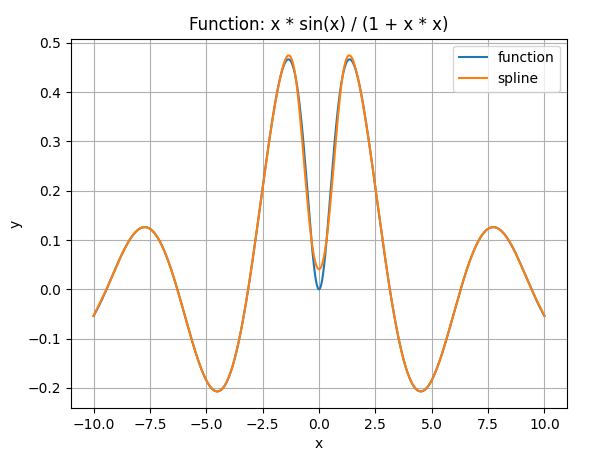 Function: x * sin(x) / (1 + x * x)
function
spline
0.5
0.4
0.3
0.2
0.1
0.0
−0.1
−0.2
y
−10.0 −7.5 −5.0 −2.5 0.0 2.5 5.0 7.5 10.0
x